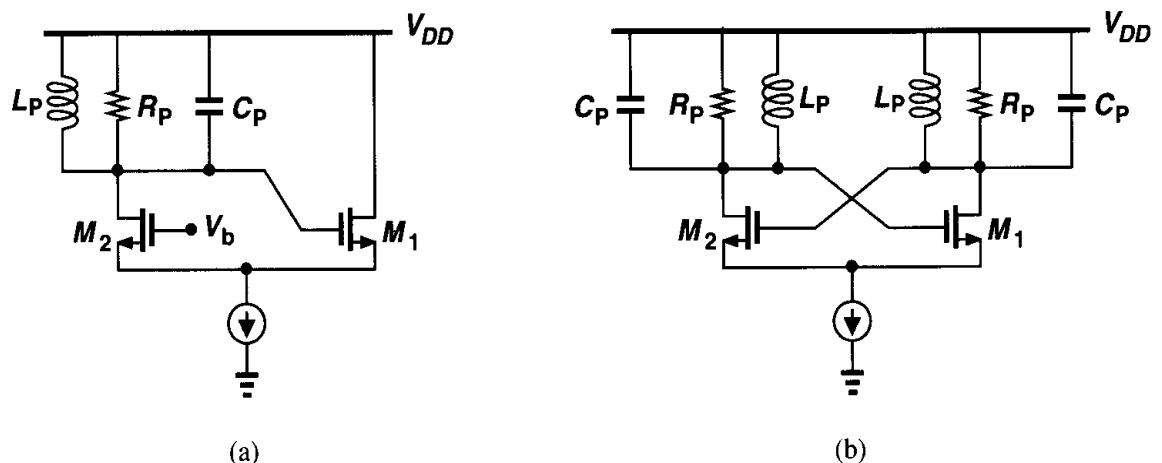 V_DD
L_P
R_P
C_P
M_2
V_b
M_1
(a)
V_DD
C_P
R_P
L_P
L_P
R_P
C_P
M_2
M_1
(b)